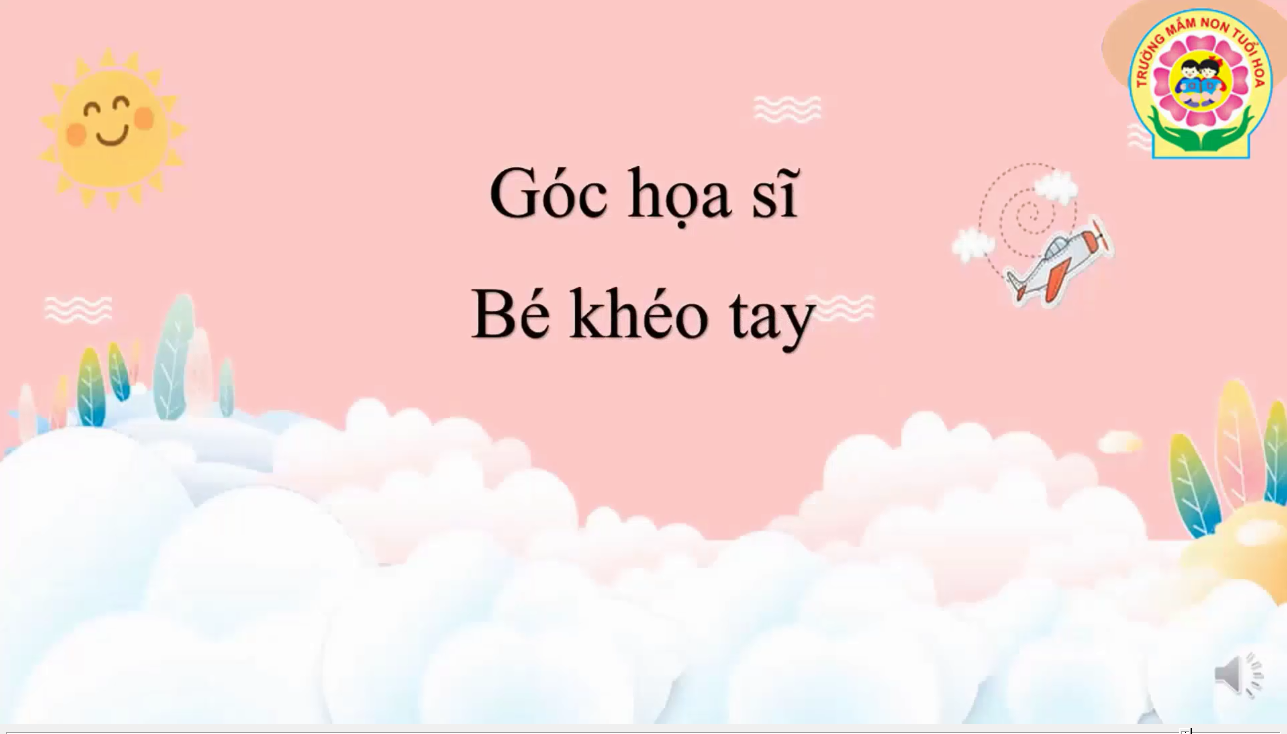 TRƯỜNG MẦM NON TUỔI HOA
Góc họa sĩ
Bé khéo tay